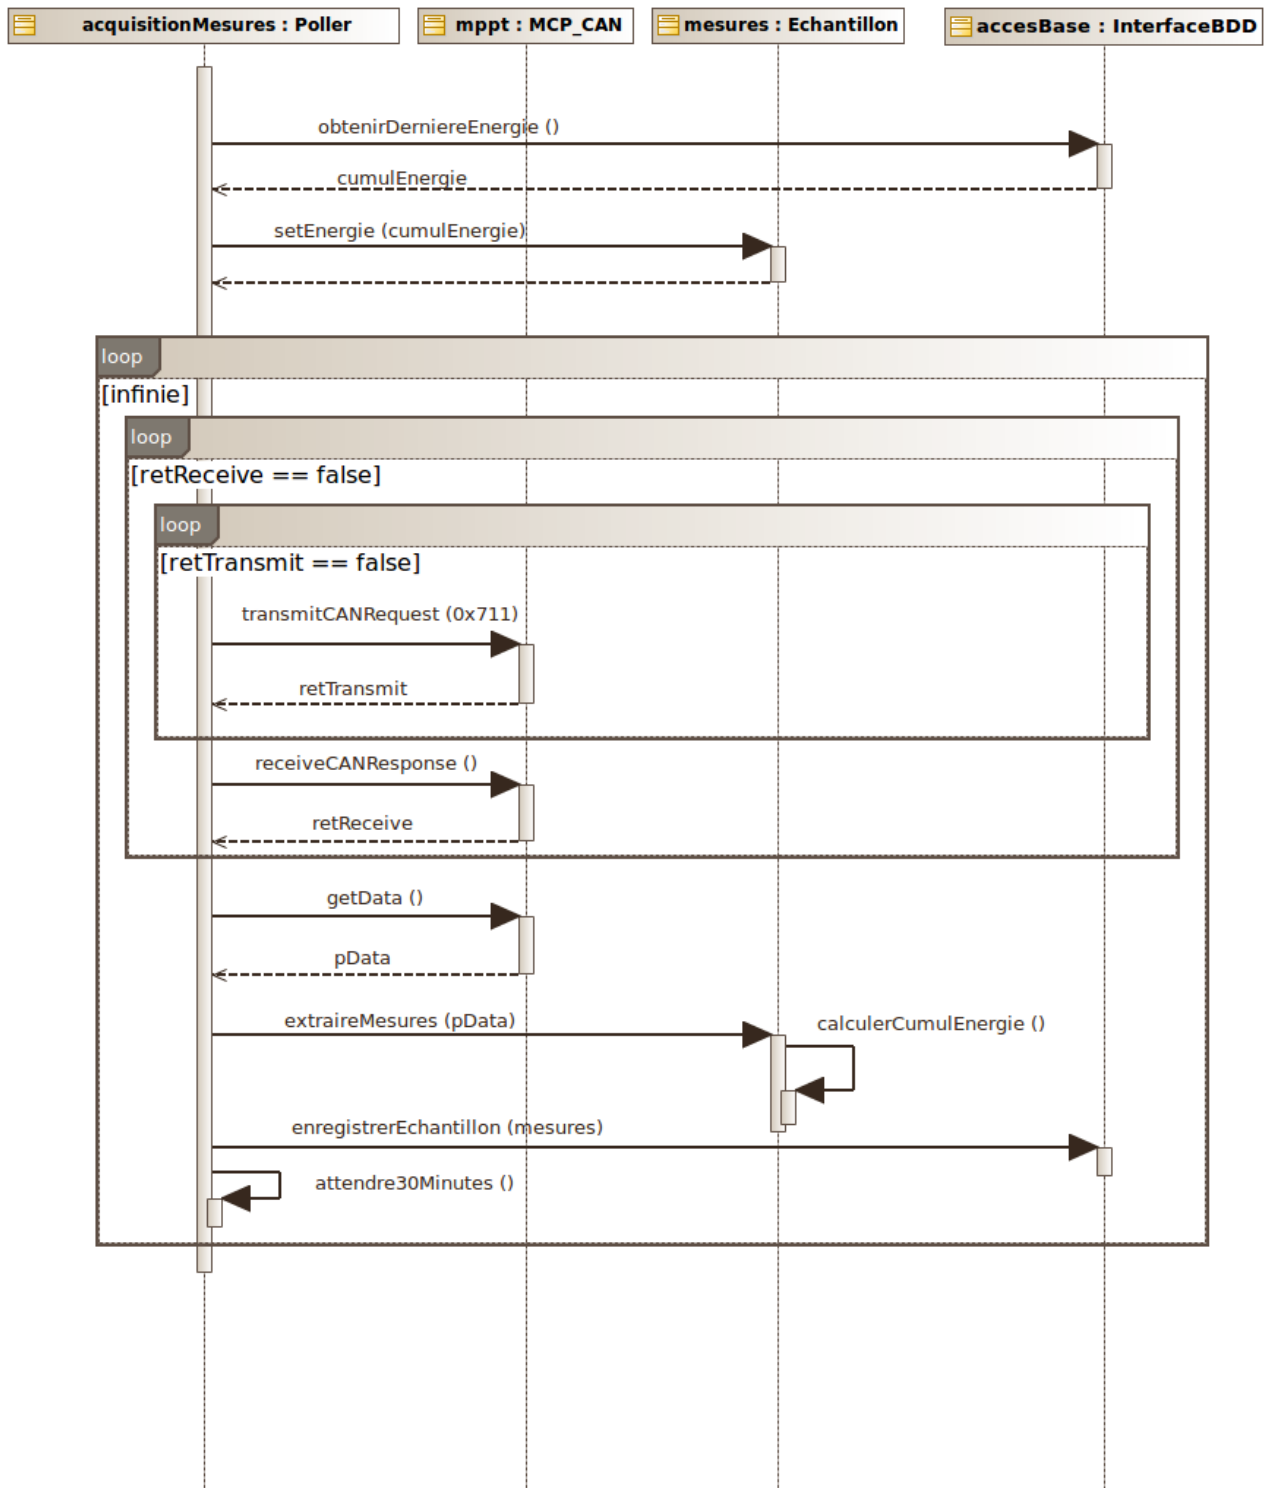 acquisitionMesures : Poller
mppt : MCP_CAN
mesures : Echantillon
accesBase : InterfaceBDD
obtenirDerniereEnergie ()
cumulEnergie
setEnergie (cumulEnergie)
loop
[infinie]
loop
[retReceive == false]
loop
[retTransmit == false]
transmitCANRequest (0x711)
retTransmit
receiveCANResponse ()
retReceive
getData ()
pData
extraireMesures (pData)
calculerCumulEnergie ()
enregistrerEchantillon (mesures)
attendre30Minutes ()